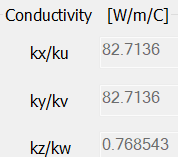 Conductivity [W/m/C]
kx/ku 82.7136
ky/kv 82.7136
kz/kw 0.768543